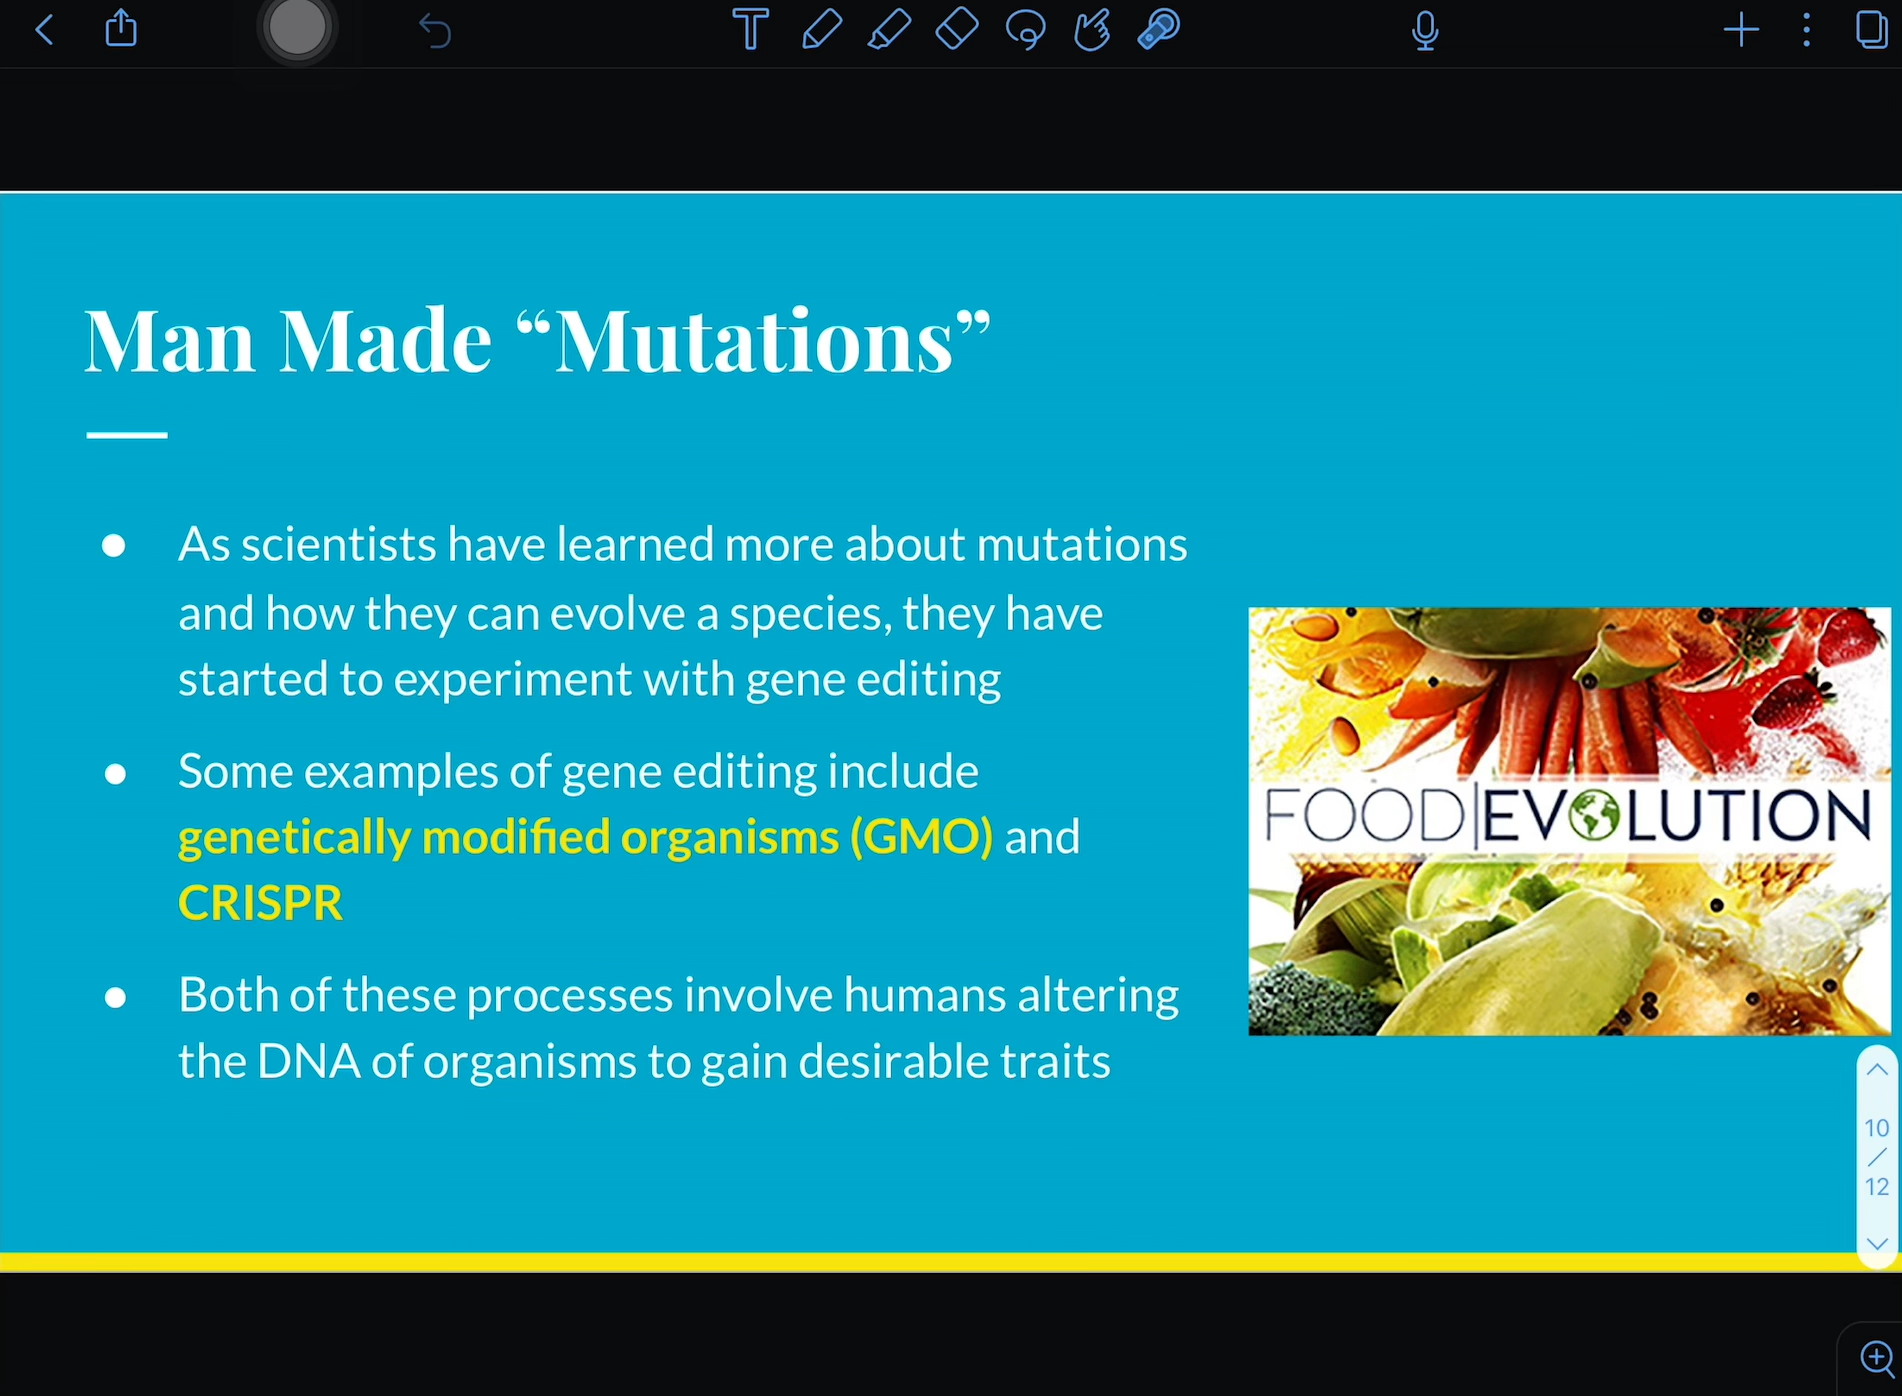 Man Made “Mutations”
● As scientists have learned more about mutations
and how they can evolve a species, they have
started to experiment with gene editing
● Some examples of gene editing include
genetically modified organisms (GMO) and
CRISPR
● Both of these processes involve humans altering
the DNA of organisms to gain desirable traits
FOOD|EVOLUTION
10
/
12